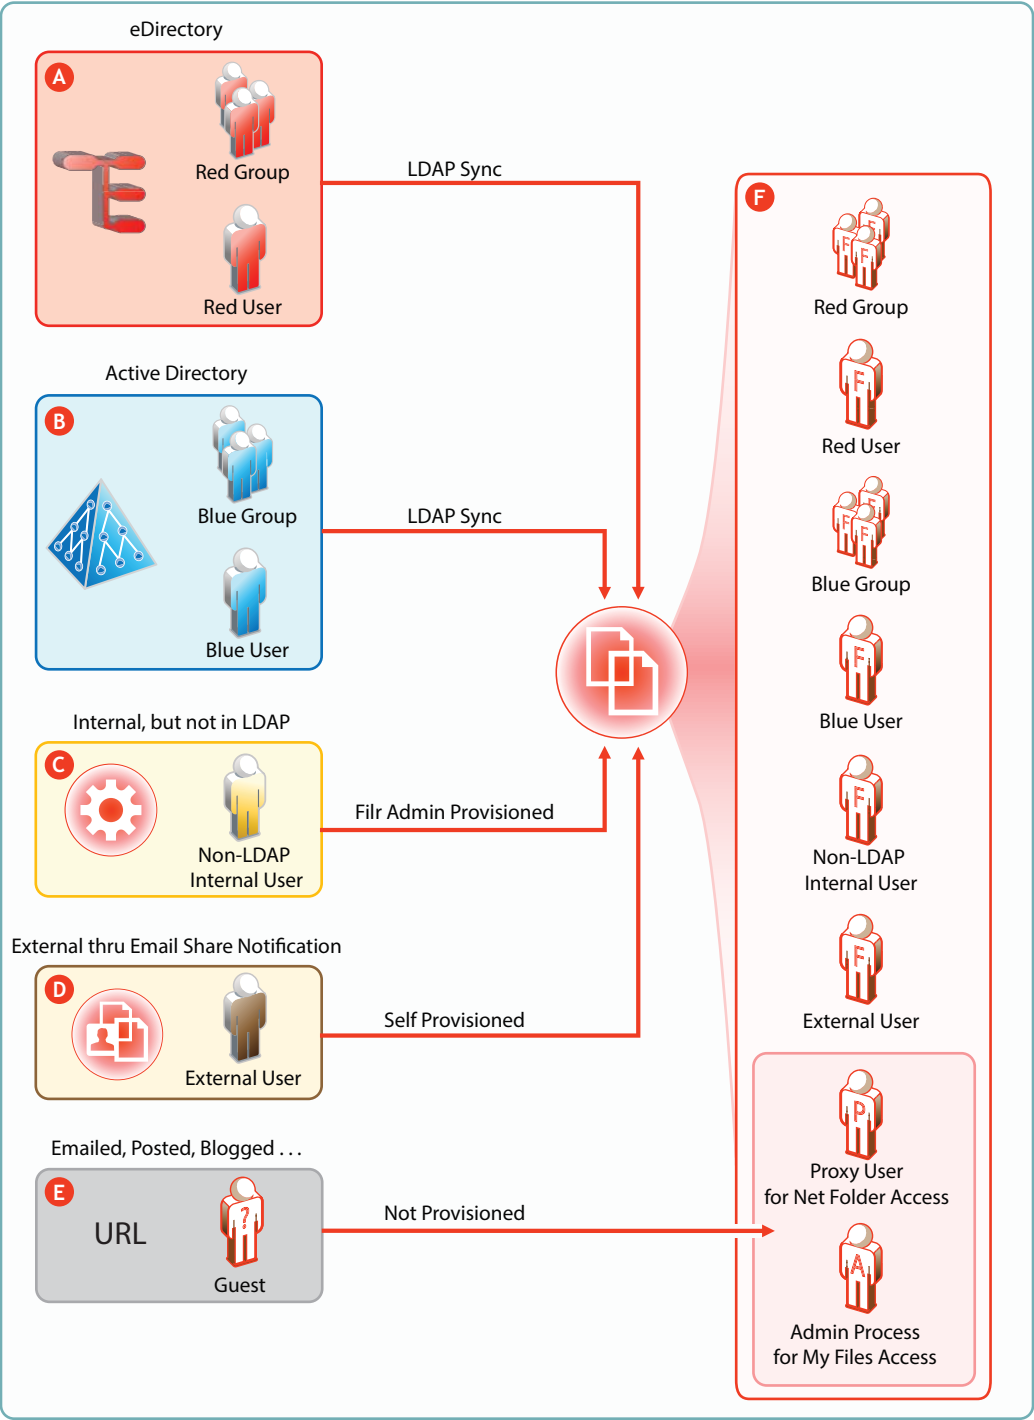 eDirectory
A
Red Group
Red User
LDAP Sync
Active Directory
B
Blue Group
Blue User
LDAP Sync
Internal, but not in LDAP
C
Non-LDAP
Internal User
Filr Admin Provisioned
External thru Email Share Notification
D
External User
Self Provisioned
Emailed, Posted, Blogged . . .
E
URL
?
Guest
Not Provisioned
F
F
F
F
Red Group
F
Red User
F
F
F
Blue Group
F
Blue User
F
Non-LDAP
Internal User
F
External User
P
Proxy User
for Net Folder Access
A
Admin Process
for My Files Access